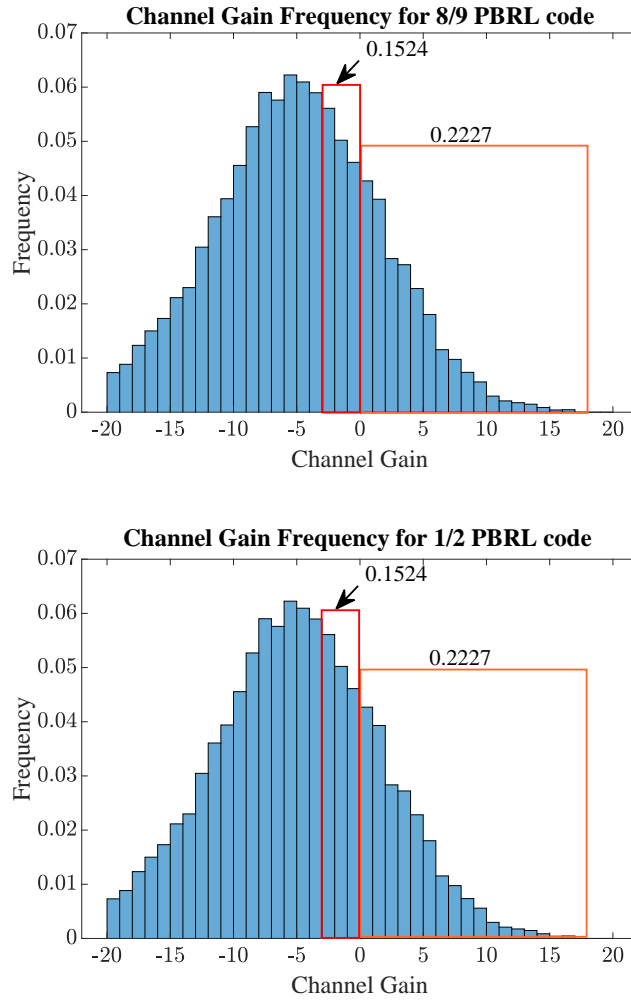 Channel Gain Frequency for 8/9 PBRL code
0.1524
0.2227
0.07
0.06
0.05
0.04
0.03
0.02
0.01
0
Frequency
-20 -15 -10 -5 0 5 10 15 20
Channel Gain
Channel Gain Frequency for 1/2 PBRL code
0.1524
0.2227
0.07
0.06
0.05
0.04
0.03
0.02
0.01
0
Frequency
-20 -15 -10 -5 0 5 10 15 20
Channel Gain